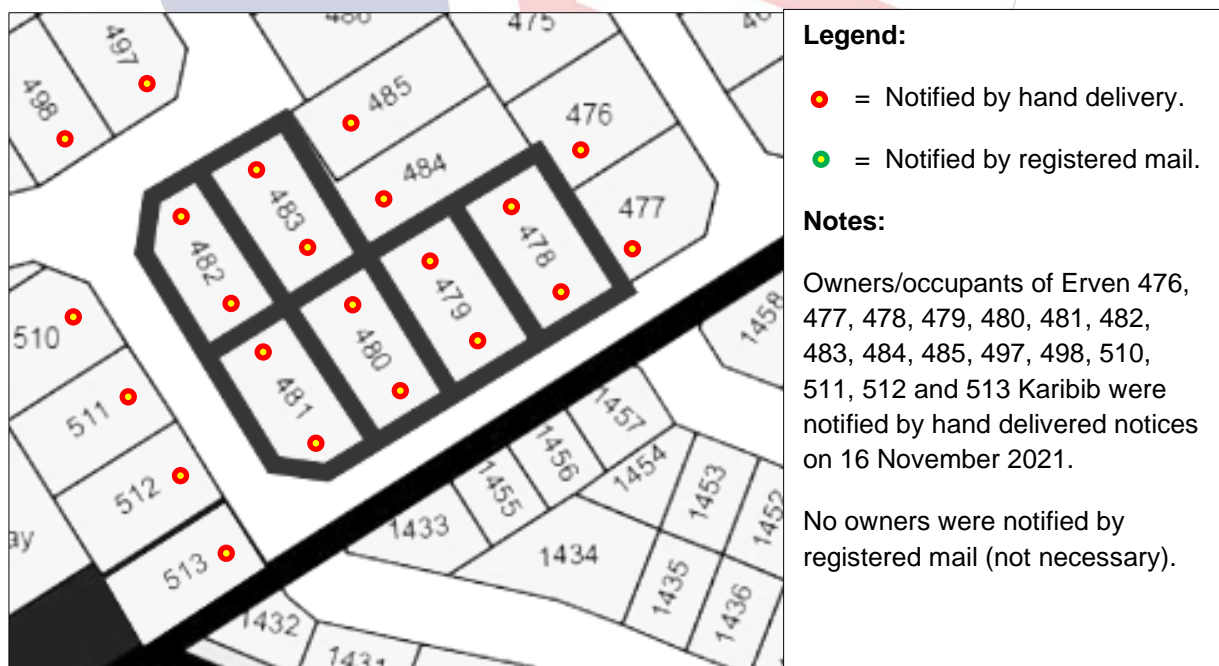 486
475
46
497
498
485
476
484
483
477
478
482
479
1458
510
480
481
1457
511
1456
1454
1453
1455
1452
512
1433
ay
1434
513
1435
1436
1432
1431
Legend:
= Notified by hand delivery.
= Notified by registered mail.
Notes:
Owners/occupants of Erven 476,
477, 478, 479, 480, 481, 482,
483, 484, 485, 497, 498, 510,
511, 512 and 513 Karibib were
notified by hand delivered notices
on 16 November 2021.
No owners were notified by
registered mail (not necessary).